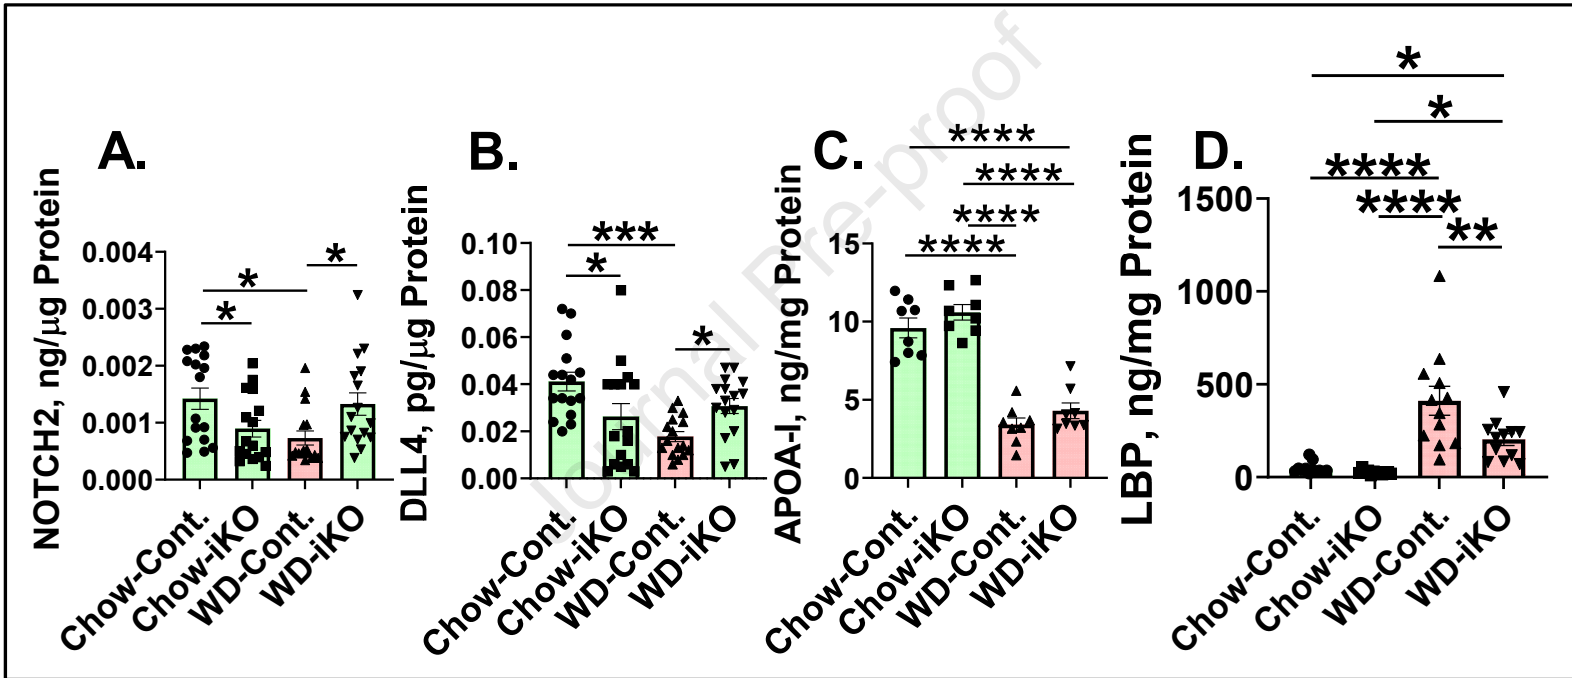 A.
NOTCH2, ng/μg Protein
0.004
0.003
0.002
0.001
0.000
*
*
*
Chow-Cont.
Chow-iKO
WD-Cont.
WD-iKO
B.
DLL4, pg/μg Protein
0.10
0.08
0.06
0.04
0.02
0.00
***
*
*
Chow-Cont.
Chow-iKO
WD-Cont.
WD-iKO
C.
APOA-I, ng/mg Protein
15
10
5
0
****
****
****
****
Chow-Cont.
Chow-iKO
WD-Cont.
WD-iKO
D.
LBP, ng/mg Protein
1500
1000
500
0
*
*
****
****
**
Chow-Cont.
Chow-iKO
WD-Cont.
WD-iKO
Journal Pre-proof